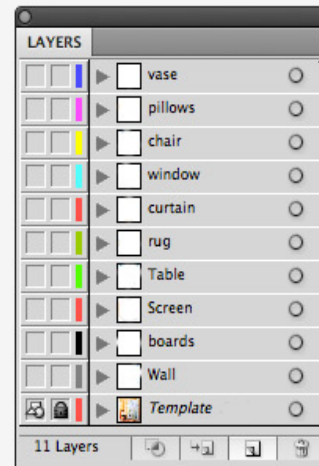 LAYERS
vase
pillows
chair
window
curtain
rug
Table
Screen
boards
Wall
Template
11 Layers